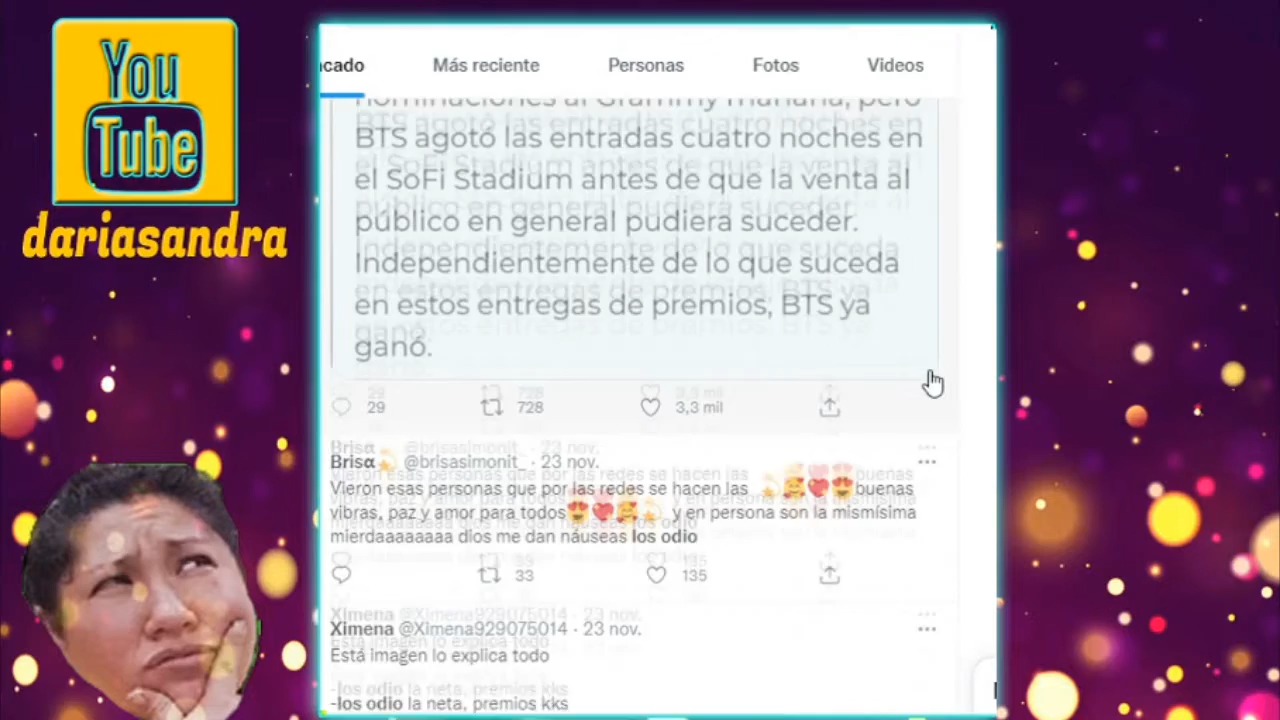 You
Tube
dariasandra
cado
Más reciente
Personas
Fotos
Videos
nominaciones al Grammy mañana, pero
BTS agotó las entradas cuatro noches en
el SoFi Stadium antes de que la venta al
público en general pudiera suceder.
Independientemente de lo que suceda
en estos entregas de premios, BTS ya
ganó.
29
728
3,3 mil
Brisα💫 @brisasimonit_ · 23 nov.
Vieron esas personas que por las redes se hacen las 💫🥰❤️😍buenas
vibras, paz y amor para todos😍❤️🥰💫 y en persona son la mismísima
mierdaaaaaaaa dios me dan náuseas los odio
33
135
Ximena @Ximena929075014 · 23 nov.
Está imagen lo explica todo
-los odio la neta, premios kks